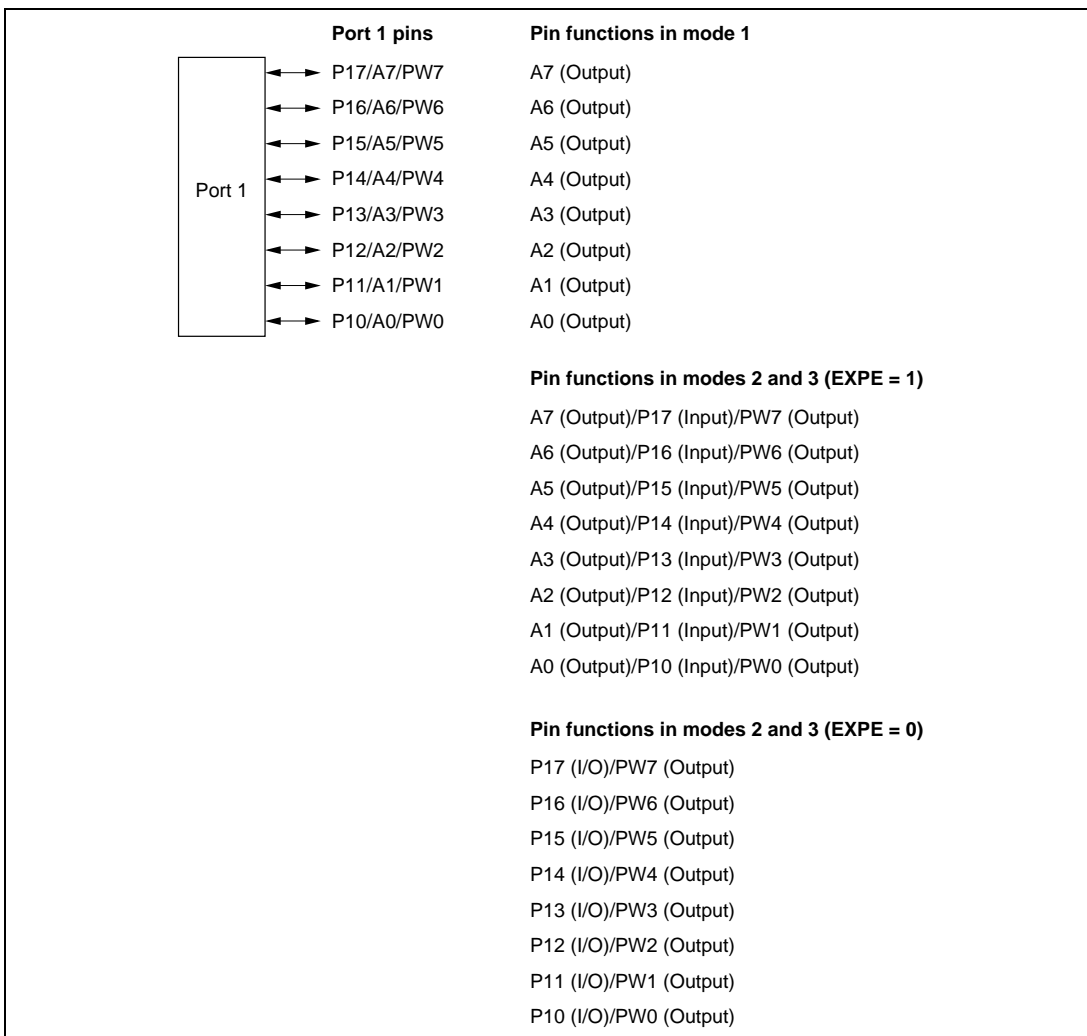 Port 1 pins Pin functions in mode 1
P17/A7/PW7 A7 (Output)
P16/A6/PW6 A6 (Output)
P15/A5/PW5 A5 (Output)
P14/A4/PW4 A4 (Output)
Port 1
P13/A3/PW3 A3 (Output)
P12/A2/PW2 A2 (Output)
P11/A1/PW1 A1 (Output)
P10/A0/PW0 A0 (Output)
Pin functions in modes 2 and 3 (EXPE = 1)
A7 (Output)/P17 (Input)/PW7 (Output)
A6 (Output)/P16 (Input)/PW6 (Output)
A5 (Output)/P15 (Input)/PW5 (Output)
A4 (Output)/P14 (Input)/PW4 (Output)
A3 (Output)/P13 (Input)/PW3 (Output)
A2 (Output)/P12 (Input)/PW2 (Output)
A1 (Output)/P11 (Input)/PW1 (Output)
A0 (Output)/P10 (Input)/PW0 (Output)
Pin functions in modes 2 and 3 (EXPE = 0)
P17 (I/O)/PW7 (Output)
P16 (I/O)/PW6 (Output)
P15 (I/O)/PW5 (Output)
P14 (I/O)/PW4 (Output)
P13 (I/O)/PW3 (Output)
P12 (I/O)/PW2 (Output)
P11 (I/O)/PW1 (Output)
P10 (I/O)/PW0 (Output)